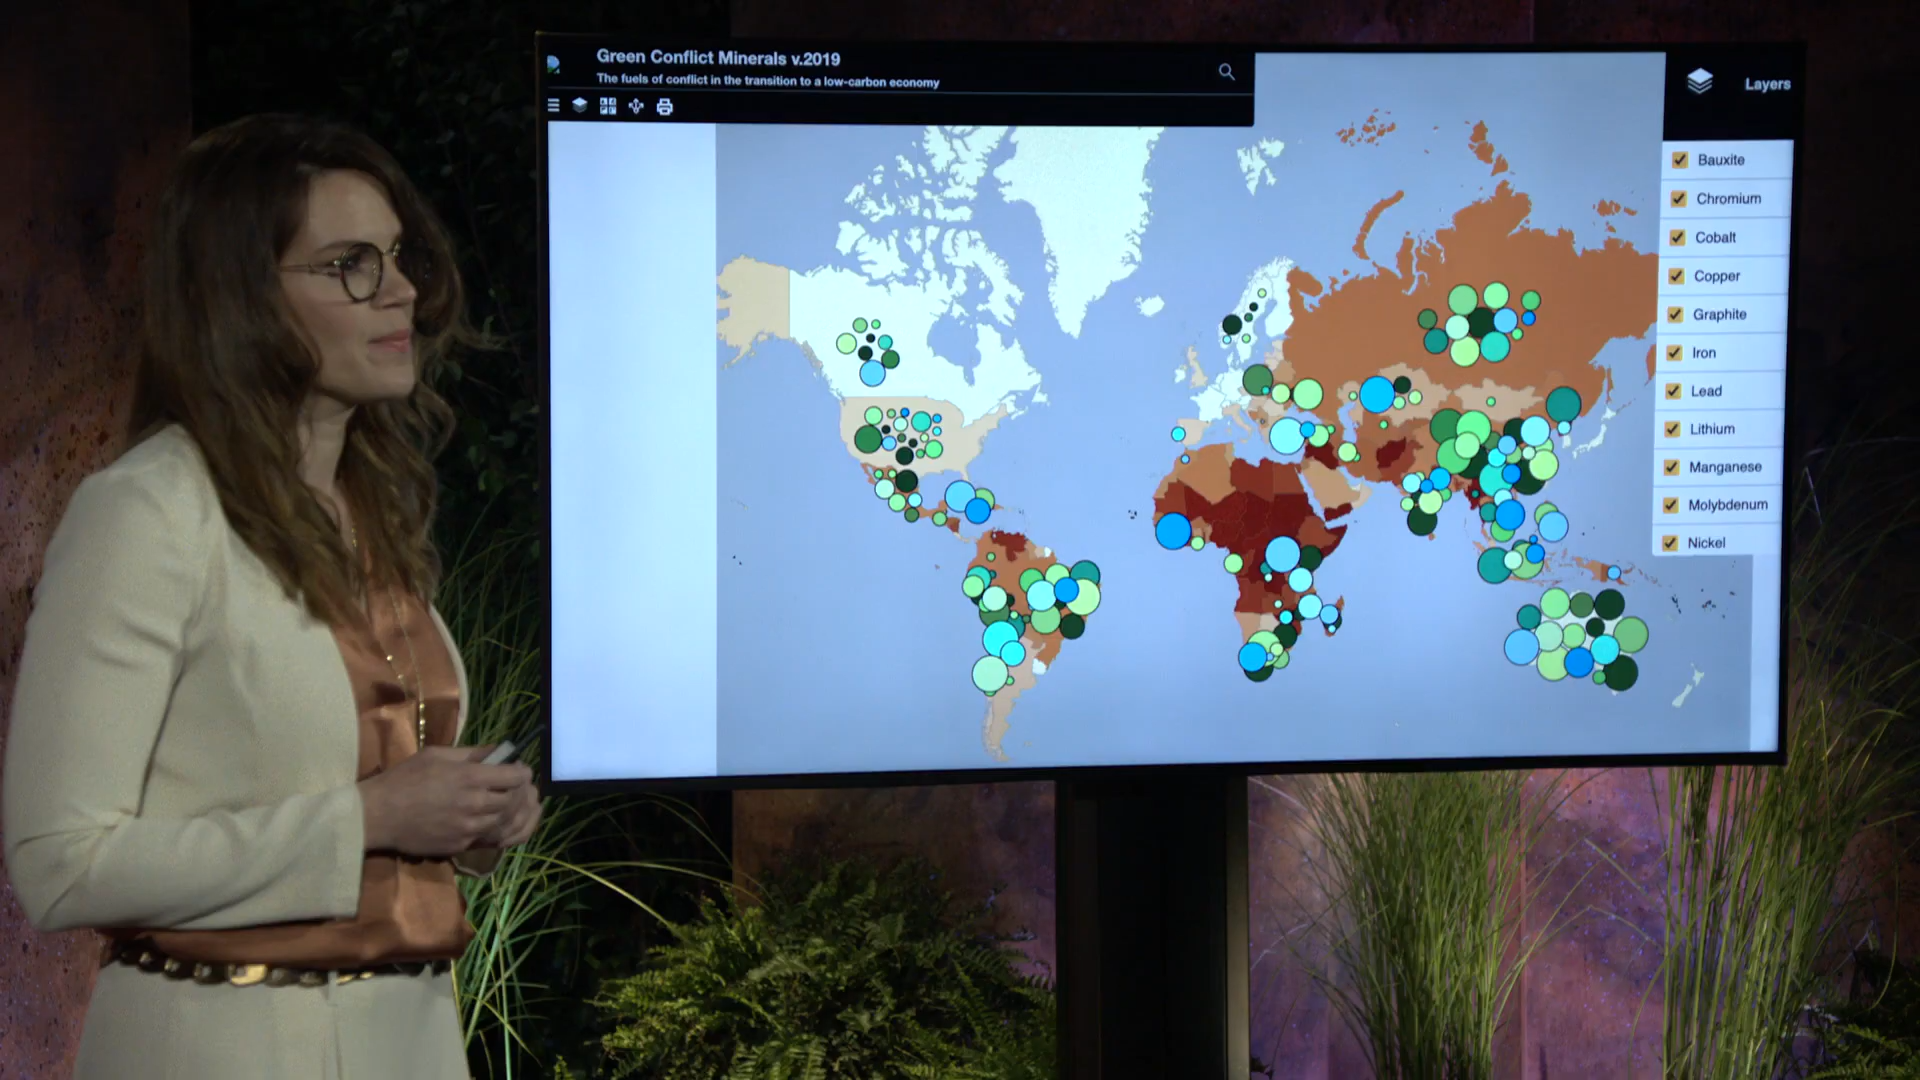 Green Conflict Minerals v.2019
The fuels of conflict in the transition to a low-carbon economy
Layers
Bauxite
Chromium
Cobalt
Copper
Graphite
Iron
Lead
Lithium
Manganese
Molybdenum
Nickel